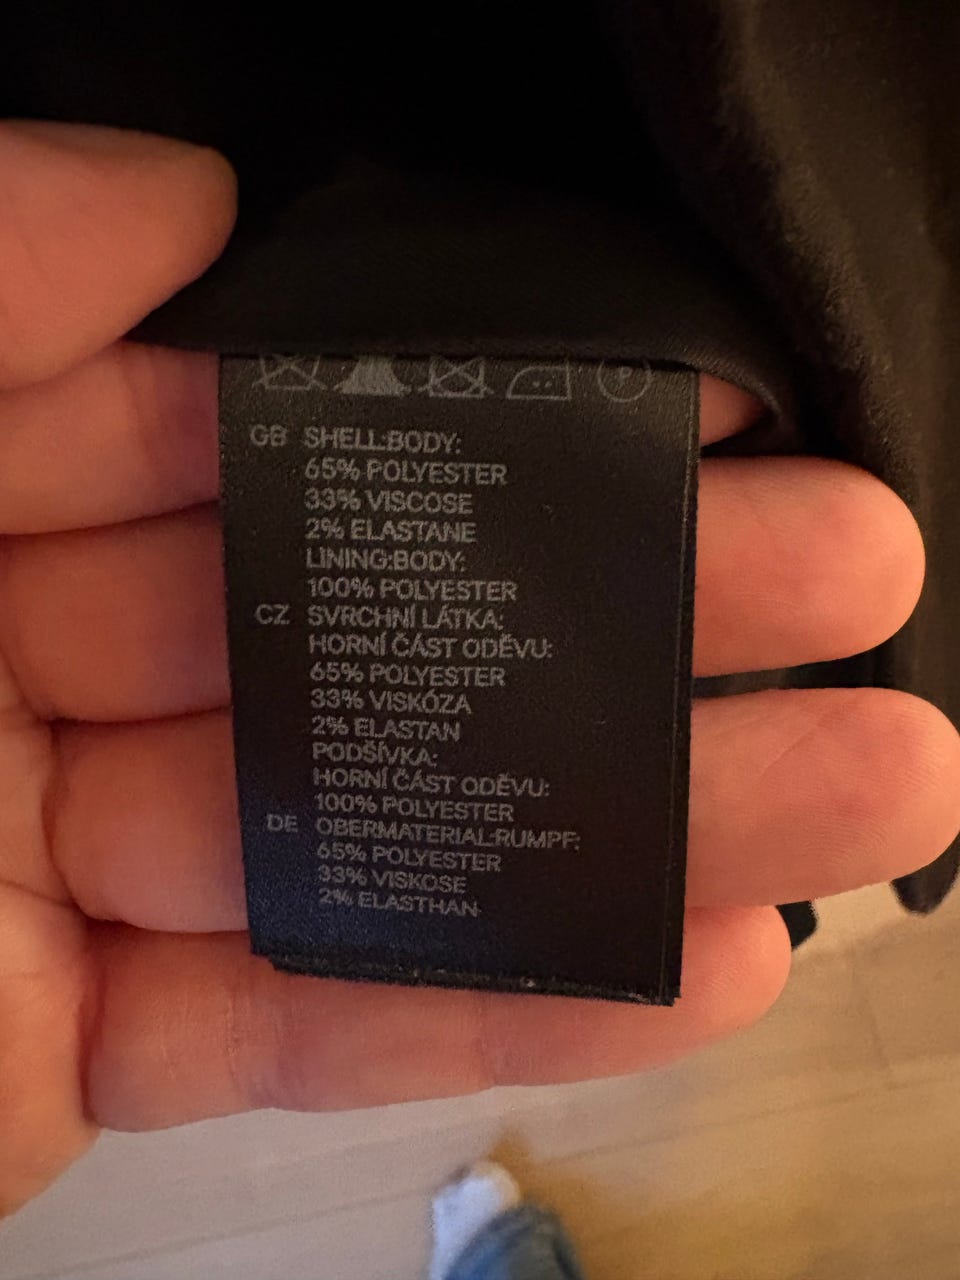 GB SHELL:BODY:
65% POLYESTER
33% VISCOSE
2% ELASTANE
LINING:BODY:
100% POLYESTER
CZ SVRCHNÍ LÁTKA:
HORNÍ ČÁST ODĚVU:
65% POLYESTER
33% VISKÓZA
2% ELASTAN
PODŠÍVKA:
HORNÍ ČÁST ODĚVU:
100% POLYESTER
DE OBERMATERIAL:RUMPF:
65% POLYESTER
33% VISKOSE
2% ELASTHAN